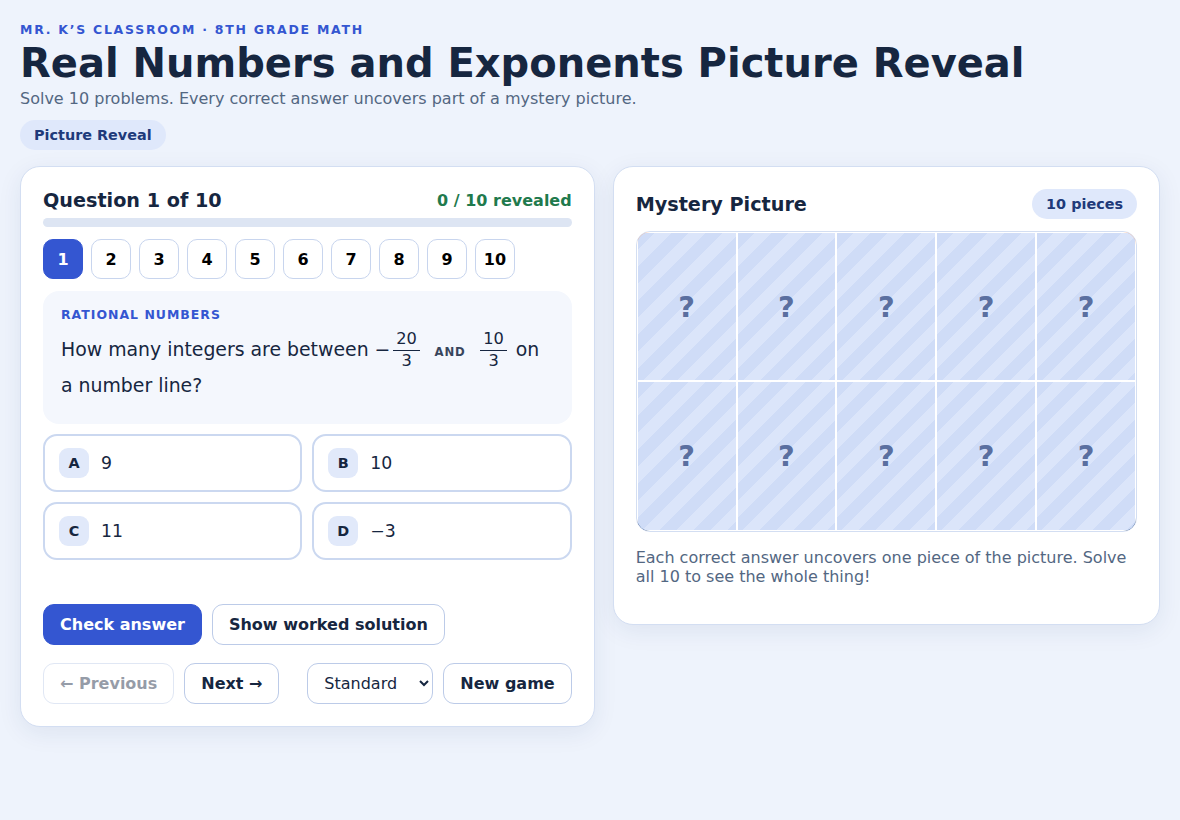 MR. K’S CLASSROOM · 8TH GRADE MATH
Real Numbers and Exponents Picture Reveal
Solve 10 problems. Every correct answer uncovers part of a mystery picture.
Picture Reveal
Question 1 of 10
0 / 10 revealed
1 2 3 4 5 6 7 8 9 10
RATIONAL NUMBERS
How many integers are between −20/3 AND 10/3 on
a number line?
A 9
B 10
C 11
D −3
Check answer
Show worked solution
← Previous
Next →
Standard
New game
Mystery Picture
10 pieces
? ? ? ? ?
? ? ? ? ?
Each correct answer uncovers one piece of the picture. Solve
all 10 to see the whole thing!